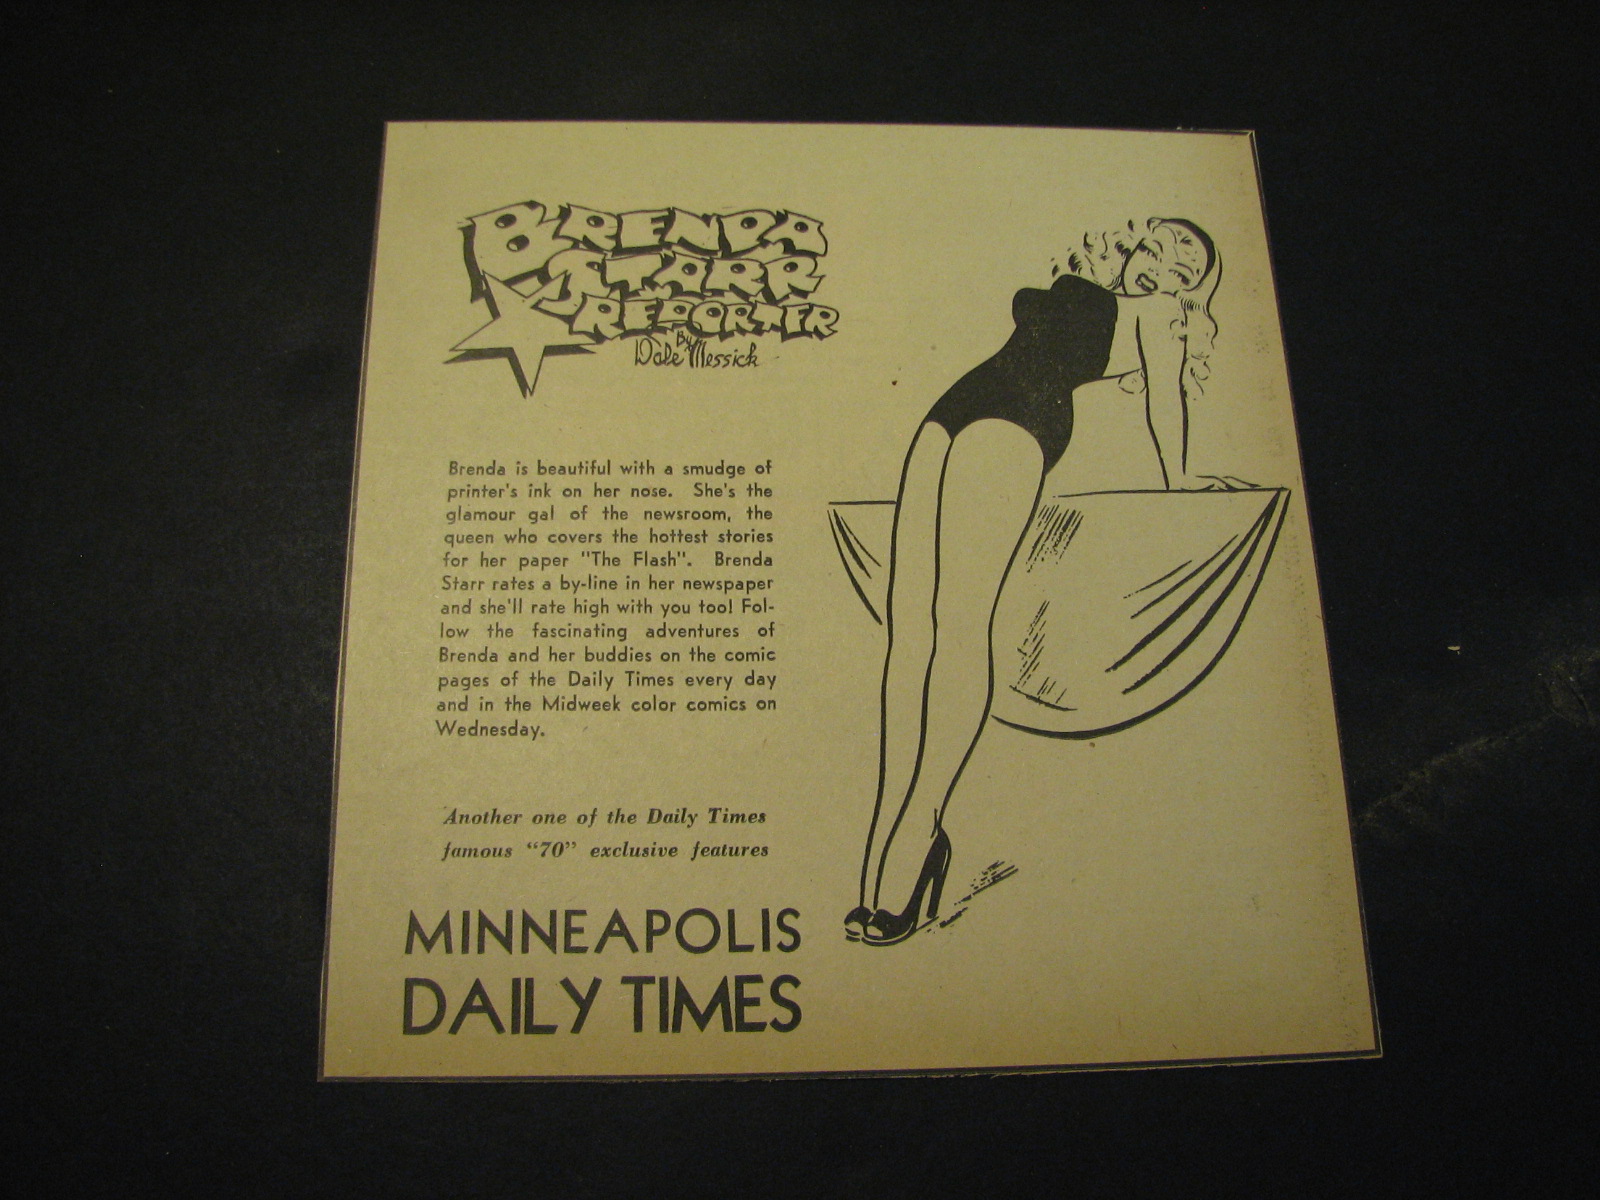 BRENDA
STARR
REPORTER
By
Dale Messick
Brenda is beautiful with a smudge of
printer's ink on her nose. She's the
glamour gal of the newsroom, the
queen who covers the hottest stories
for her paper "The Flash". Brenda
Starr rates a by-line in her newspaper
and she'll rate high with you too! Fol-
low the fascinating adventures of
Brenda and her buddies on the comic
pages of the Daily Times every day
and in the Midweek color comics on
Wednesday.
Another one of the Daily Times
famous "70" exclusive features
MINNEAPOLIS
DAILY TIMES